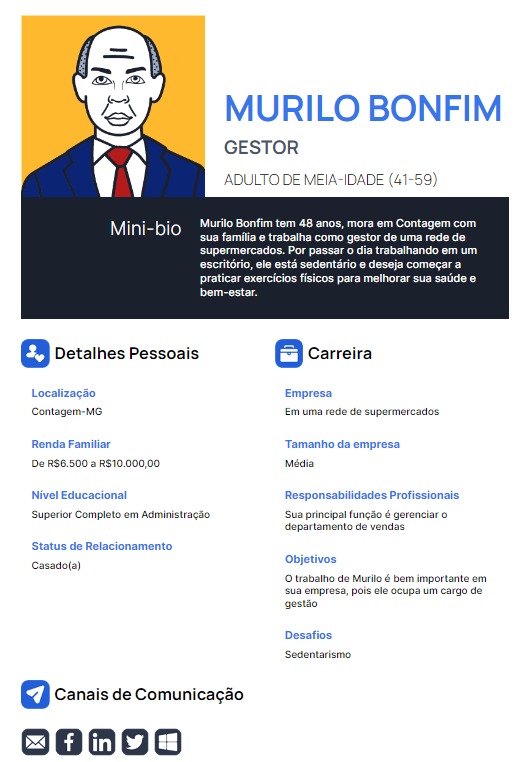 MURILO BONFIM
GESTOR
ADULTO DE MEIA-IDADE (41-59)
Mini-bio
Murilo Bonfim tem 48 anos, mora em Contagem com
sua família e trabalha como gestor de uma rede de
supermercados. Por passar o dia trabalhando em um
escritório, ele está sedentário e deseja começar a
praticar exercícios físicos para melhorar sua saúde e
bem-estar.
Detalhes Pessoais
Localização
Contagem-MG
Renda Familiar
De R$6.500 a R$10.000,00
Nível Educacional
Superior Completo em Administração
Status de Relacionamento
Casado(a)
Carreira
Empresa
Em uma rede de supermercados
Tamanho da empresa
Média
Responsabilidades Profissionais
Sua principal função é gerenciar o
departamento de vendas
Objetivos
O trabalho de Murilo é bem importante em
sua empresa, pois ele ocupa um cargo de
gestão
Desafios
Sedentarismo
Canais de Comunicação